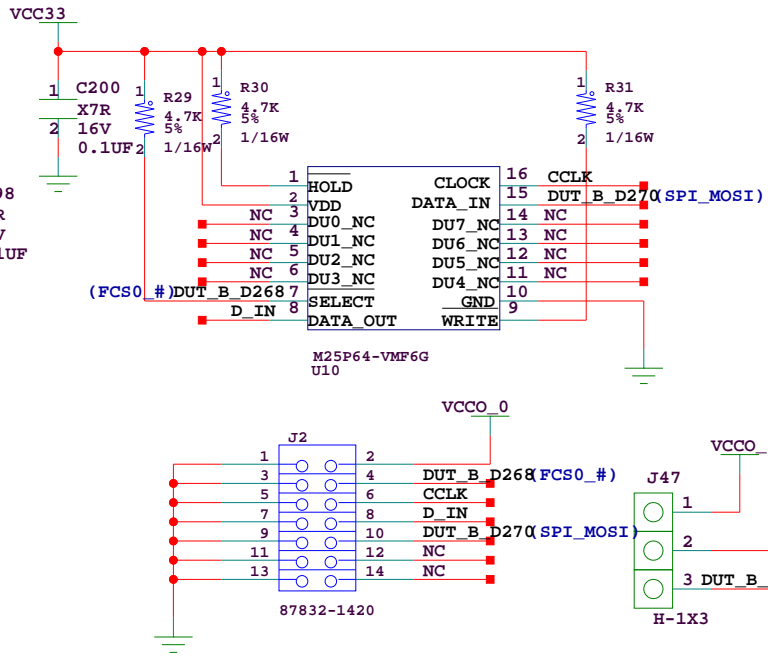 VCC33
1
C200
X7R
16V
0.1UF
2
1
R29
4.7K
5%
1/16W
2
1
R30
4.7K
5%
1/16W
2
1
R31
4.7K
5%
1/16W
2
98
R
V
1UF
1 HOLD
2 VDD
NC 3 DU0_NC
NC 4 DU1_NC
NC 5 DU2_NC
NC 6 DU3_NC
(FCS0_#) DUT_B_D268 7 SELECT
D_IN 8 DATA_OUT
CLOCK 16 CCLK
DATA_IN 15 DUT_B_D270 (SPI_MOSI)
DU7_NC 14 NC
DU6_NC 13 NC
DU5_NC 12 NC
DU4_NC 11 NC
GND 10
WRITE 9
M25P64-VMF6G
U10
VCCO_0
J2
1 2
3 4 DUT_B_D268 (FCS0_#)
5 6 CCLK
7 8 D_IN
9 10 DUT_B_D270 (SPI_MOSI)
11 12 NC
13 14 NC
87832-1420
VCCO_
J47
1
2
3 DUT_B_
H-1X3